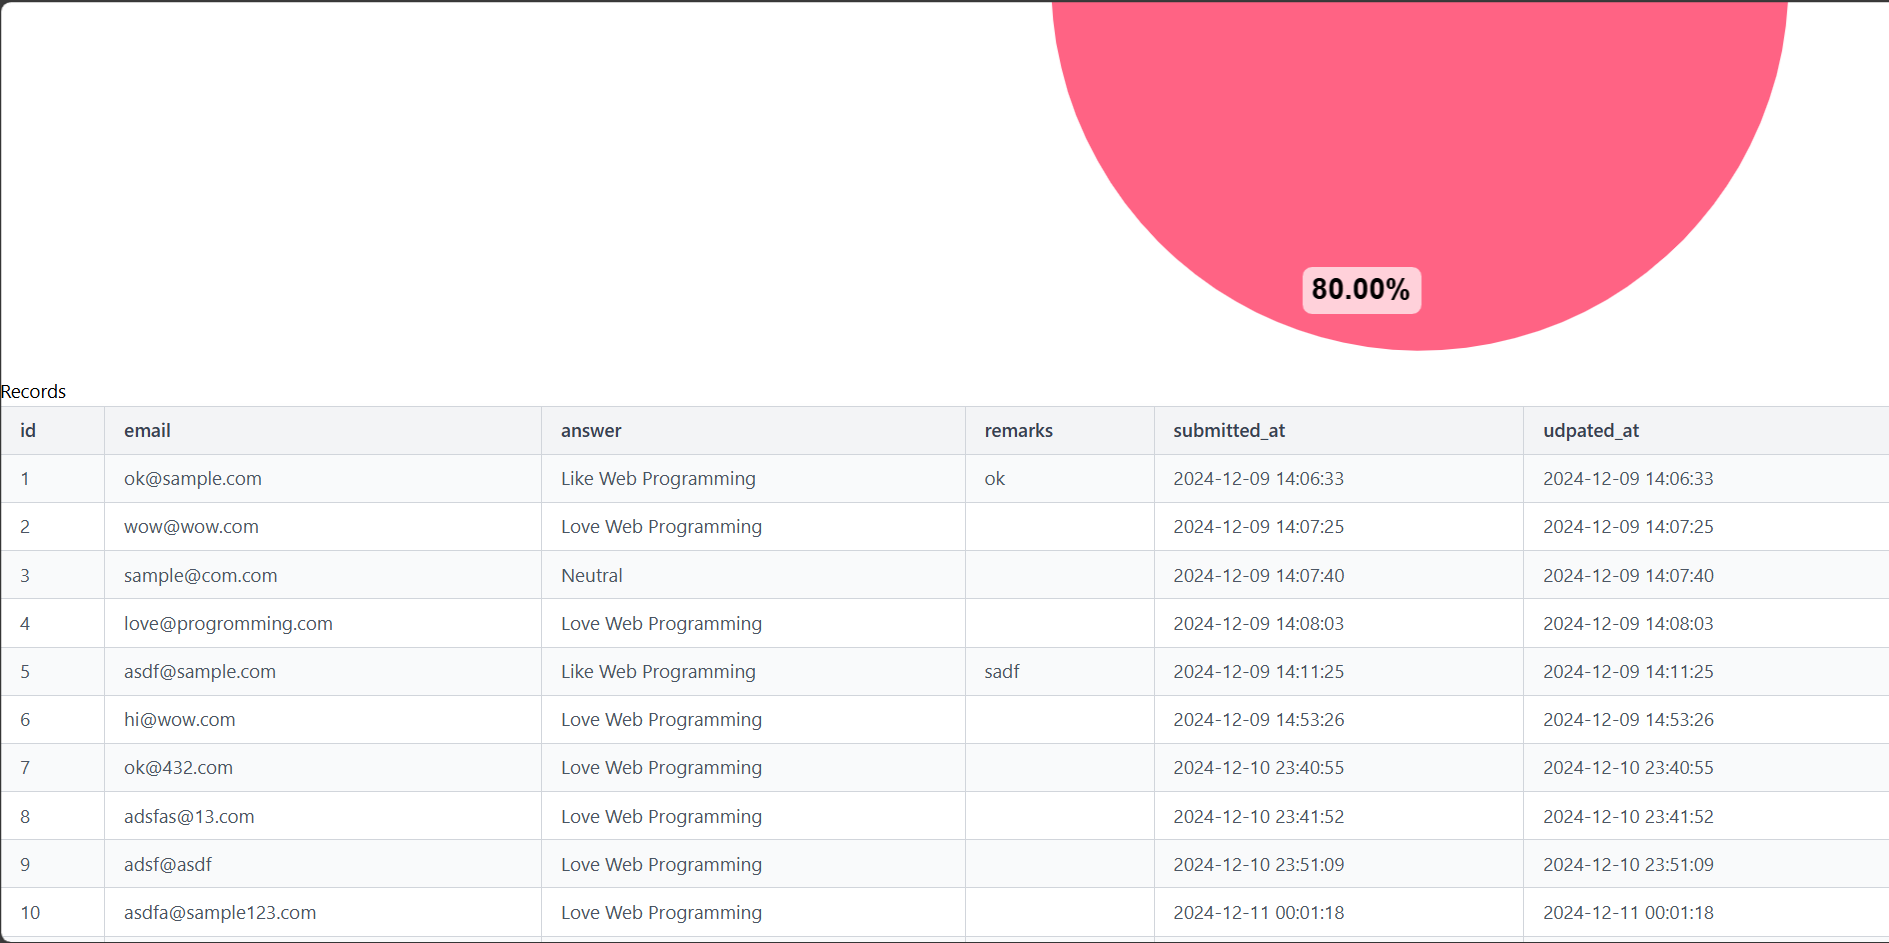 80.00%
Records
id email answer remarks submitted_at udpated_at
1 ok@sample.com Like Web Programming ok 2024-12-09 14:06:33 2024-12-09 14:06:33
2 wow@wow.com Love Web Programming 2024-12-09 14:07:25 2024-12-09 14:07:25
3 sample@com.com Neutral 2024-12-09 14:07:40 2024-12-09 14:07:40
4 love@progromming.com Love Web Programming 2024-12-09 14:08:03 2024-12-09 14:08:03
5 asdf@sample.com Like Web Programming sadf 2024-12-09 14:11:25 2024-12-09 14:11:25
6 hi@wow.com Love Web Programming 2024-12-09 14:53:26 2024-12-09 14:53:26
7 ok@432.com Love Web Programming 2024-12-10 23:40:55 2024-12-10 23:40:55
8 adsfas@13.com Love Web Programming 2024-12-10 23:41:52 2024-12-10 23:41:52
9 adsf@asdf Love Web Programming 2024-12-10 23:51:09 2024-12-10 23:51:09
10 asdfa@sample123.com Love Web Programming 2024-12-11 00:01:18 2024-12-11 00:01:18